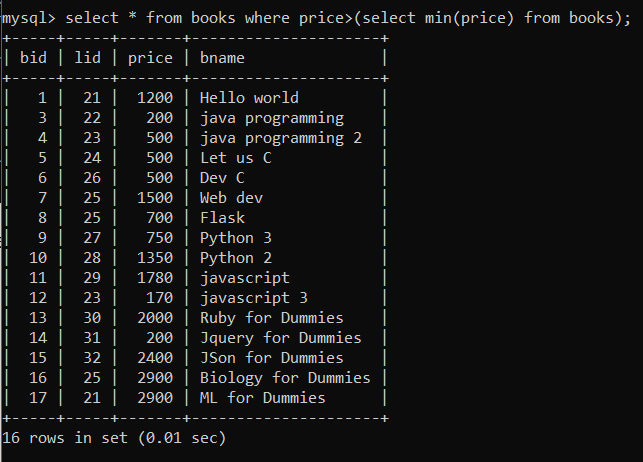 mysql> select * from books where price>(select min(price) from books);
+-----+-----+-------+---------------------+
| bid | lid | price | bname               |
+-----+-----+-------+---------------------+
|   1 |  21 |  1200 | Hello world         |
|   3 |  22 |   200 | java programming    |
|   4 |  23 |   500 | java programming 2  |
|   5 |  24 |   500 | Let us C            |
|   6 |  26 |   500 | Dev C               |
|   7 |  25 |  1500 | Web dev             |
|   8 |  25 |   700 | Flask               |
|   9 |  27 |   750 | Python 3            |
|  10 |  28 |  1350 | Python 2            |
|  11 |  29 |  1780 | javascript          |
|  12 |  23 |   170 | javascript 3        |
|  13 |  30 |  2000 | Ruby for Dummies    |
|  14 |  31 |   200 | Jquery for Dummies  |
|  15 |  32 |  2400 | JSon for Dummies    |
|  16 |  25 |  2900 | Biology for Dummies |
|  17 |  21 |  2900 | ML for Dummies      |
+-----+-----+-------+---------------------+
16 rows in set (0.01 sec)